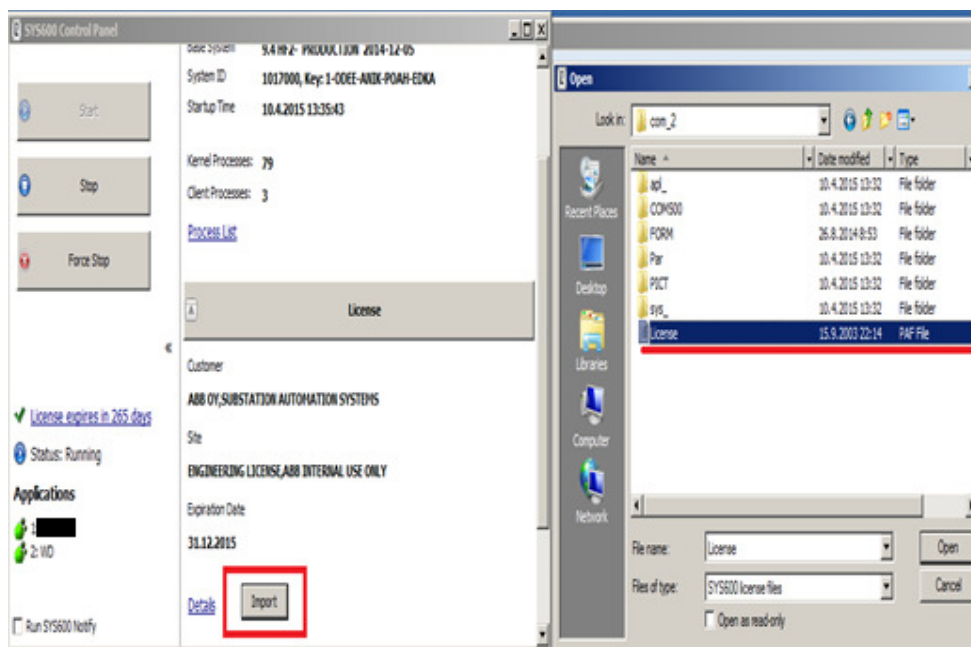 SYS600 Control Panel
Base System 9.4 HF2- PRODUCTION 2014-12-05
System ID 1017000, Key: 1-ODEE-ANIK-POAH-EDKA
Startup Time 10.4.2015 13:35:43
Kernel Processes: 79
Client Processes: 3
Process List
Start
Stop
Force Stop
License
«
Customer
ABB OY,SUBSTATION AUTOMATION SYSTEMS
Site
ENGINEERING LICENSE,ABB INTERNAL USE ONLY
Expiration Date
31.12.2015
Details
Import
License expires in 265 days
Status: Running
Applications
1:
2: WD
Run SYS600 Notify
Open
Look in: com_2
Name Date modified Type
apl_ 10.4.2015 13:32 File folder
COM500 10.4.2015 13:32 File folder
FORM 26.8.2014 8:53 File folder
Par 10.4.2015 13:32 File folder
PICT 10.4.2015 13:32 File folder
sys_ 10.4.2015 13:32 File folder
License 15.9.2003 22:14 PAF File
Recent Places
Desktop
Libraries
Computer
Network
File name: License Open
Files of type: SYS600 license files Cancel
Open as read-only